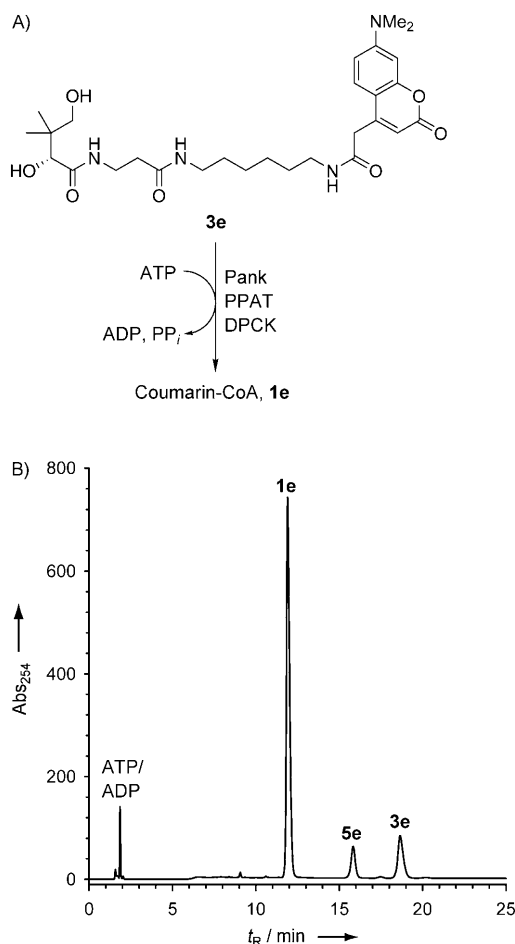 A)
NMe2
OH
O
O
H
N
H
N
HO
N
H
O
O
O
3e
ATP
Pank
PPAT
ADP, PPi
DPCK
Coumarin-CoA, 1e
B)
800
1e
600
Abs254
400
ATP/
ADP
200
5e
3e
0
0 5 10 15 20 25
tR / min